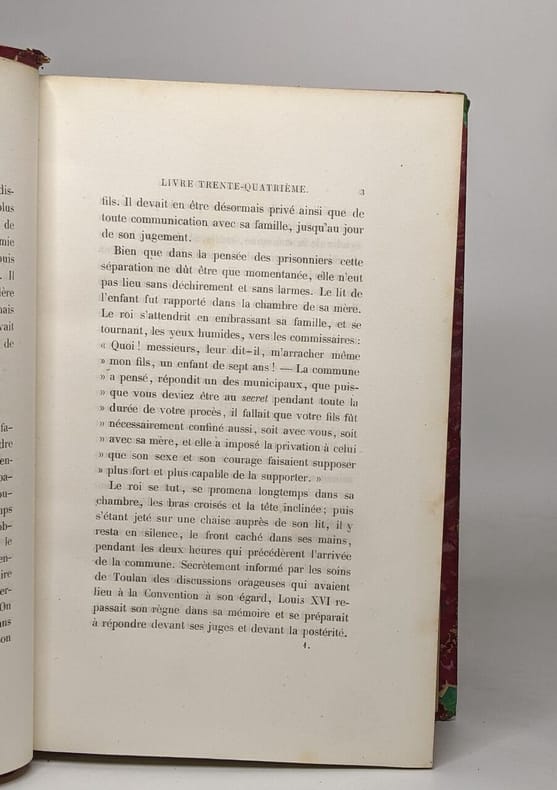 LIVRE TRENTE-QUATRIÈME. 3
fils. Il devait en être désormais privé ainsi que de
toute communication avec sa famille, jusqu'au jour
de son jugement.
Bien que dans la pensée des prisonniers cette
séparation ne dût être que momentanée, elle n'eut
pas lieu sans déchirement et sans larmes. Le lit de
l'enfant fut rapporté dans la chambre de sa mère.
Le roi s'attendrit en embrassant sa famille, et se
tournant, les yeux humides, vers les commissaires :
« Quoi ! messieurs, leur dit-il, m'arracher même
» mon fils, un enfant de sept ans ! — La commune
» a pensé, répondit un des municipaux, que puis-
» que vous deviez être au secret pendant toute la
» durée de votre procès, il fallait que votre fils fût
» nécessairement confiné aussi, soit avec vous, soit
» avec sa mère, et elle a imposé la privation à celui
» que son sexe et son courage faisaient supposer
» plus fort et plus capable de la supporter. »
Le roi se tut, se promena longtemps dans sa
chambre, les bras croisés et la tête inclinée ; puis
s'étant jeté sur une chaise auprès de son lit, il y
resta en silence, le front caché dans ses mains,
pendant les deux heures qui précédèrent l'arrivée
de la commune. Secrètement informé par les soins
de Toulan des discussions orageuses qui avaient
lieu à la Convention à son égard, Louis XVI re-
passait son règne dans sa mémoire et se préparait
à répondre devant ses juges et devant la postérité.
1.